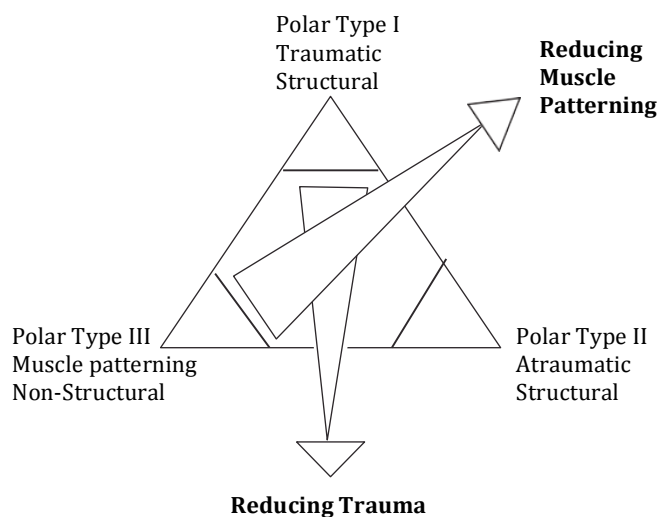 Polar Type I
Traumatic
Structural
Reducing
Muscle
Patterning
Polar Type III
Muscle patterning
Non-Structural
Polar Type II
Atraumatic
Structural
Reducing Trauma